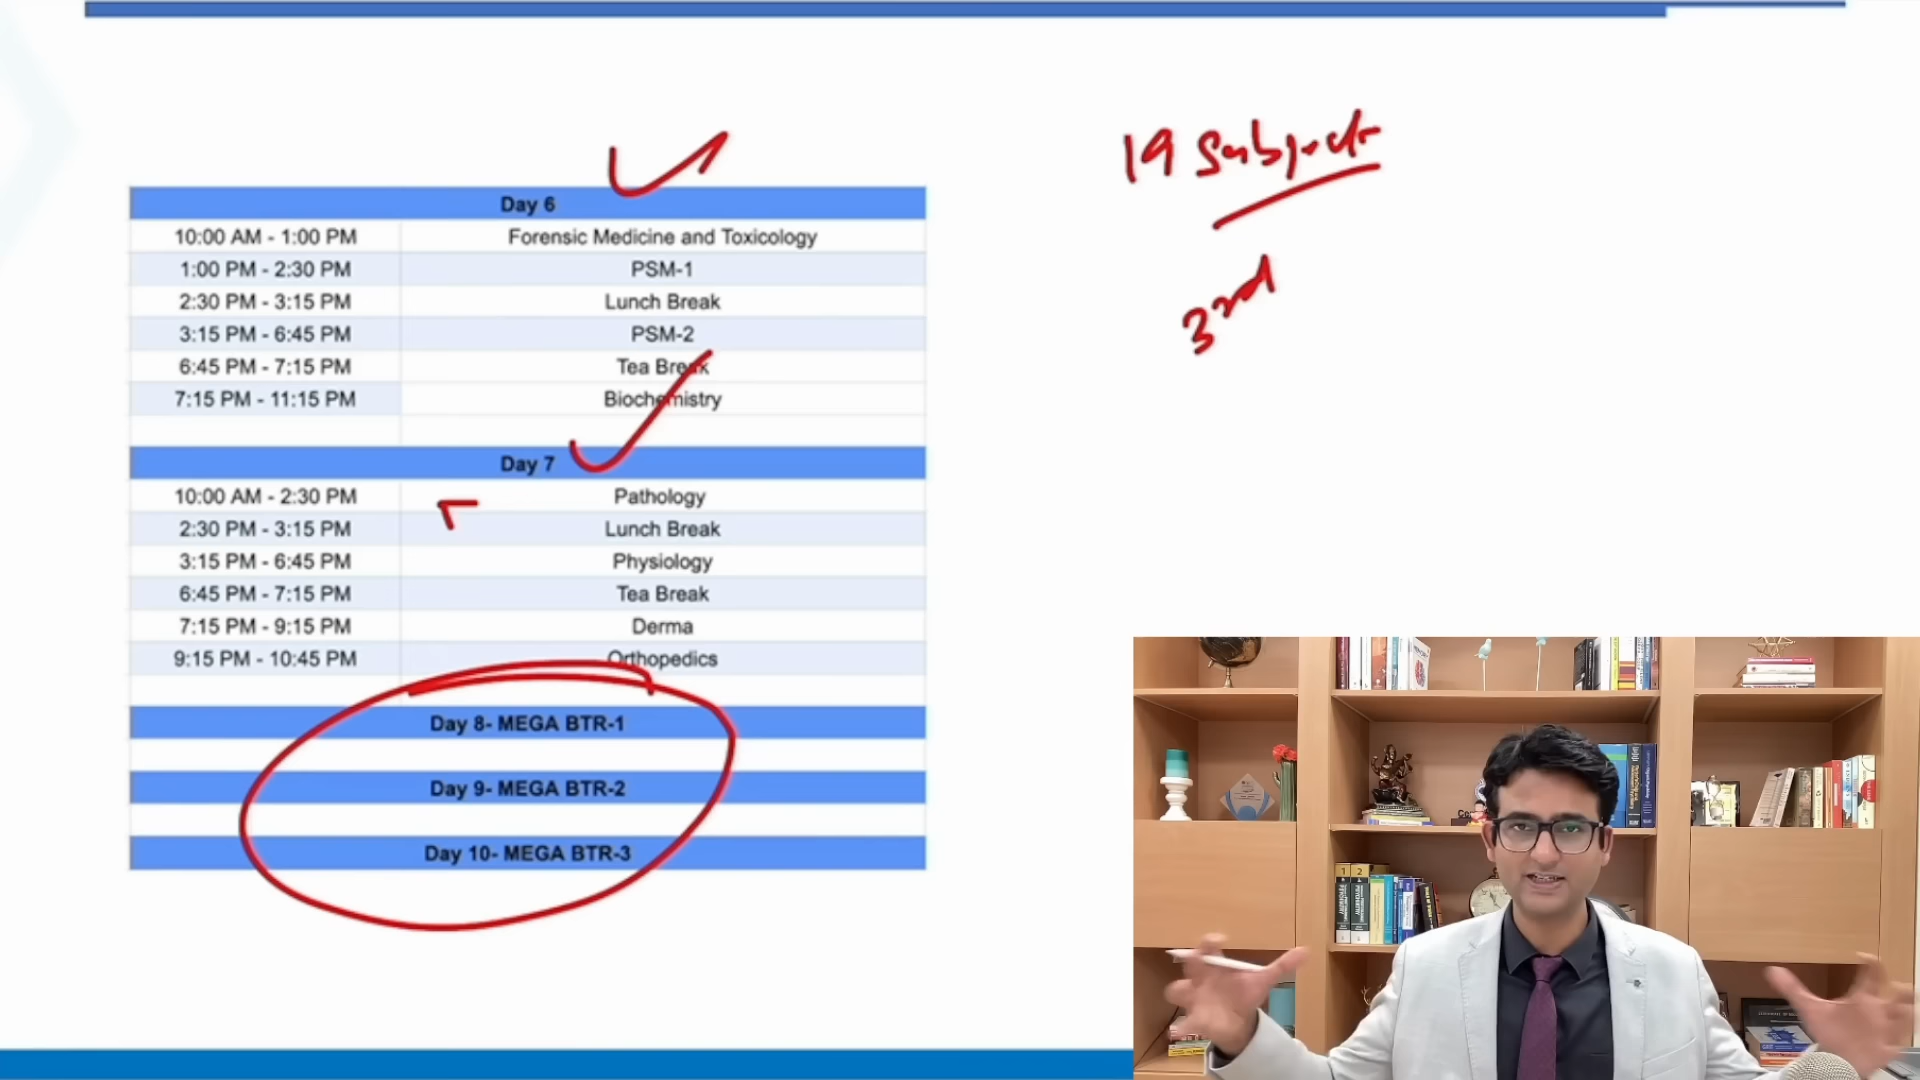 19 Subjects
3rd
Day 6
10:00 AM - 1:00 PM Forensic Medicine and Toxicology
1:00 PM - 2:30 PM PSM-1
2:30 PM - 3:15 PM Lunch Break
3:15 PM - 6:45 PM PSM-2
6:45 PM - 7:15 PM Tea Break
7:15 PM - 11:15 PM Biochemistry
Day 7
10:00 AM - 2:30 PM Pathology
2:30 PM - 3:15 PM Lunch Break
3:15 PM - 6:45 PM Physiology
6:45 PM - 7:15 PM Tea Break
7:15 PM - 9:15 PM Derma
9:15 PM - 10:45 PM Orthopedics
Day 8- MEGA BTR-1
Day 9- MEGA BTR-2
Day 10- MEGA BTR-3